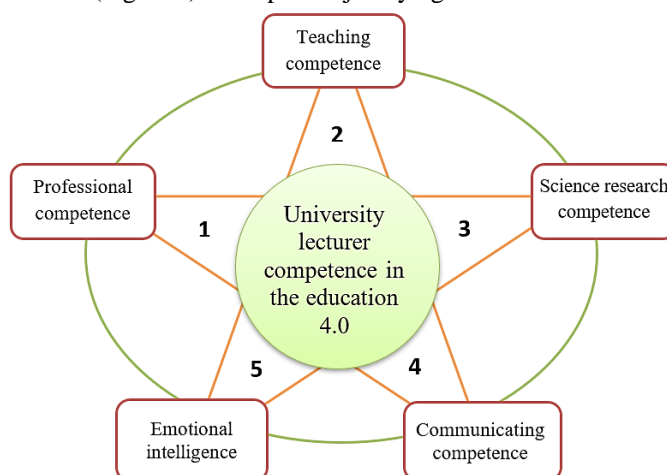 Teaching
competence
2
Professional
competence
1
University
lecturer
competence in
the education
4.0
Science research
competence
3
5
4
Emotional
intelligence
Communicating
competence